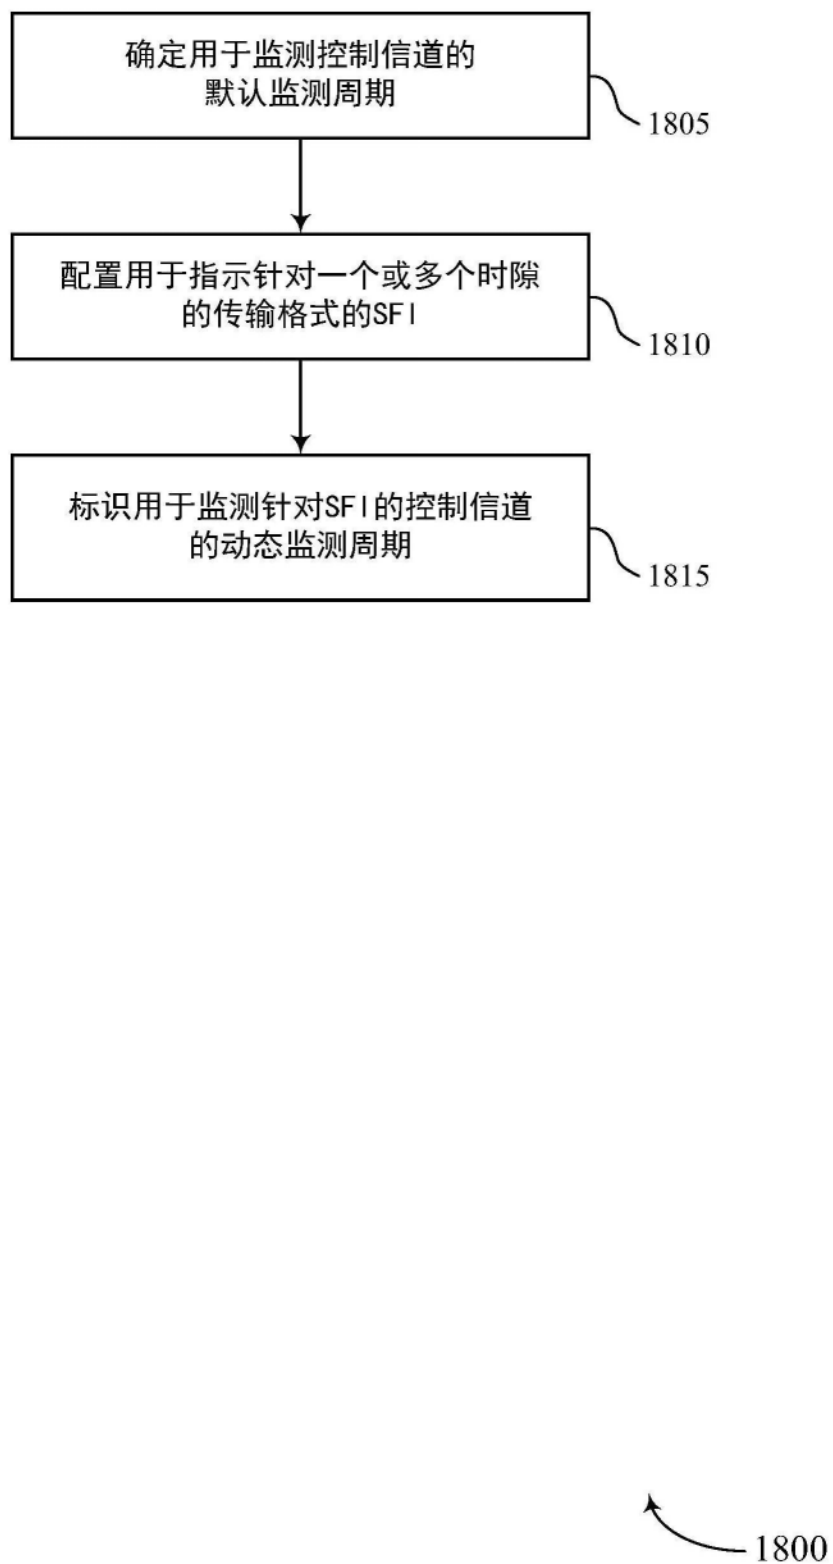 确定用于监测控制信道的
默认监测周期
1805
配置用于指示针对一个或多个时隙
的传输格式的SFI
1810
标识用于监测针对SFI的控制信道
的动态监测周期
1815
1800